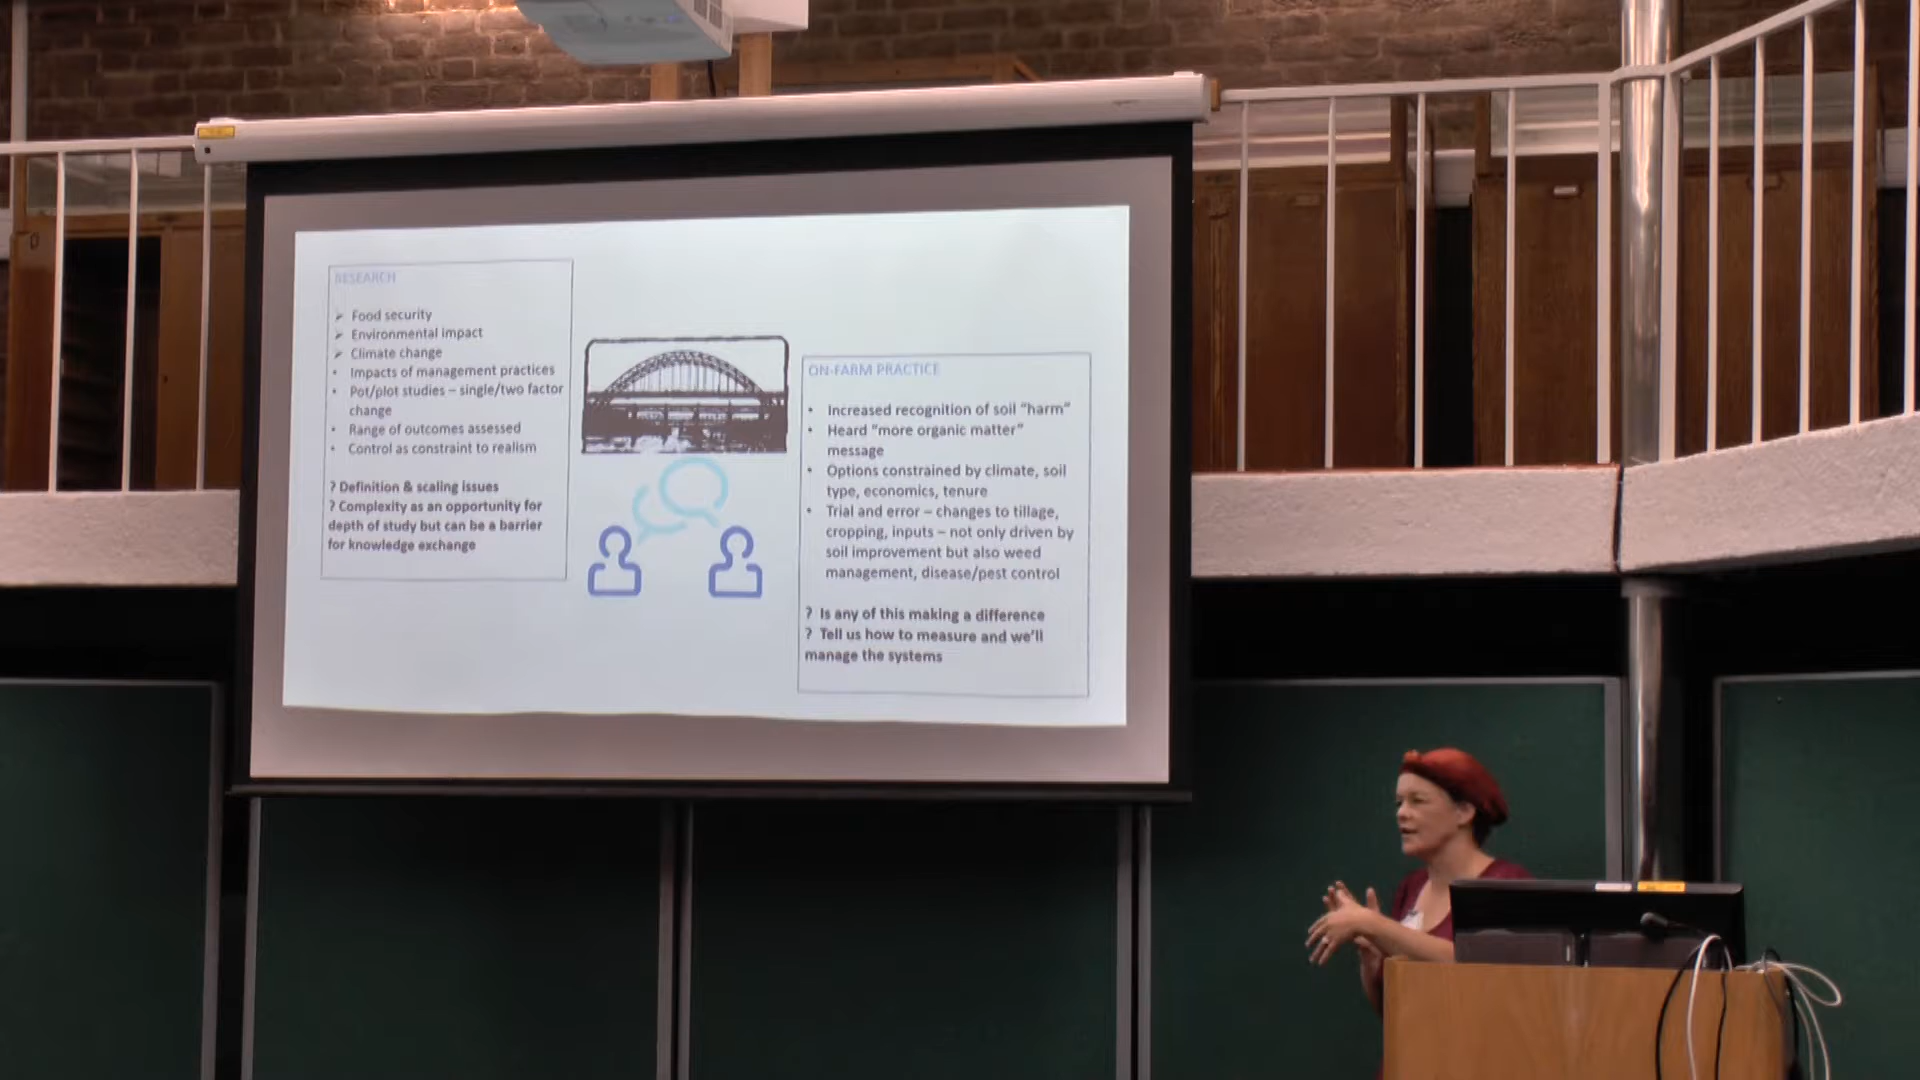 RESEARCH
Food security
Environmental impact
Climate change
Impacts of management practices
Pot/plot studies – single/two factor
change
Range of outcomes assessed
Control as constraint to realism
? Definition & scaling issues
? Complexity as an opportunity for
depth of study but can be a barrier
for knowledge exchange
ON-FARM PRACTICE
Increased recognition of soil "harm"
Heard "more organic matter"
message
Options constrained by climate, soil
type, economics, tenure
Trial and error – changes to tillage,
cropping, inputs – not only driven by
soil improvement but also weed
management, disease/pest control
? Is any of this making a difference
? Tell us how to measure and we'll
manage the systems